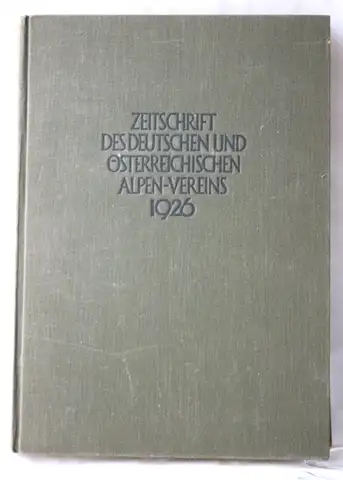 ZEITSCHRIFT
DES DEUTSCHEN UND
ÖSTERREICHISCHEN
ALPEN-VEREINS
1926